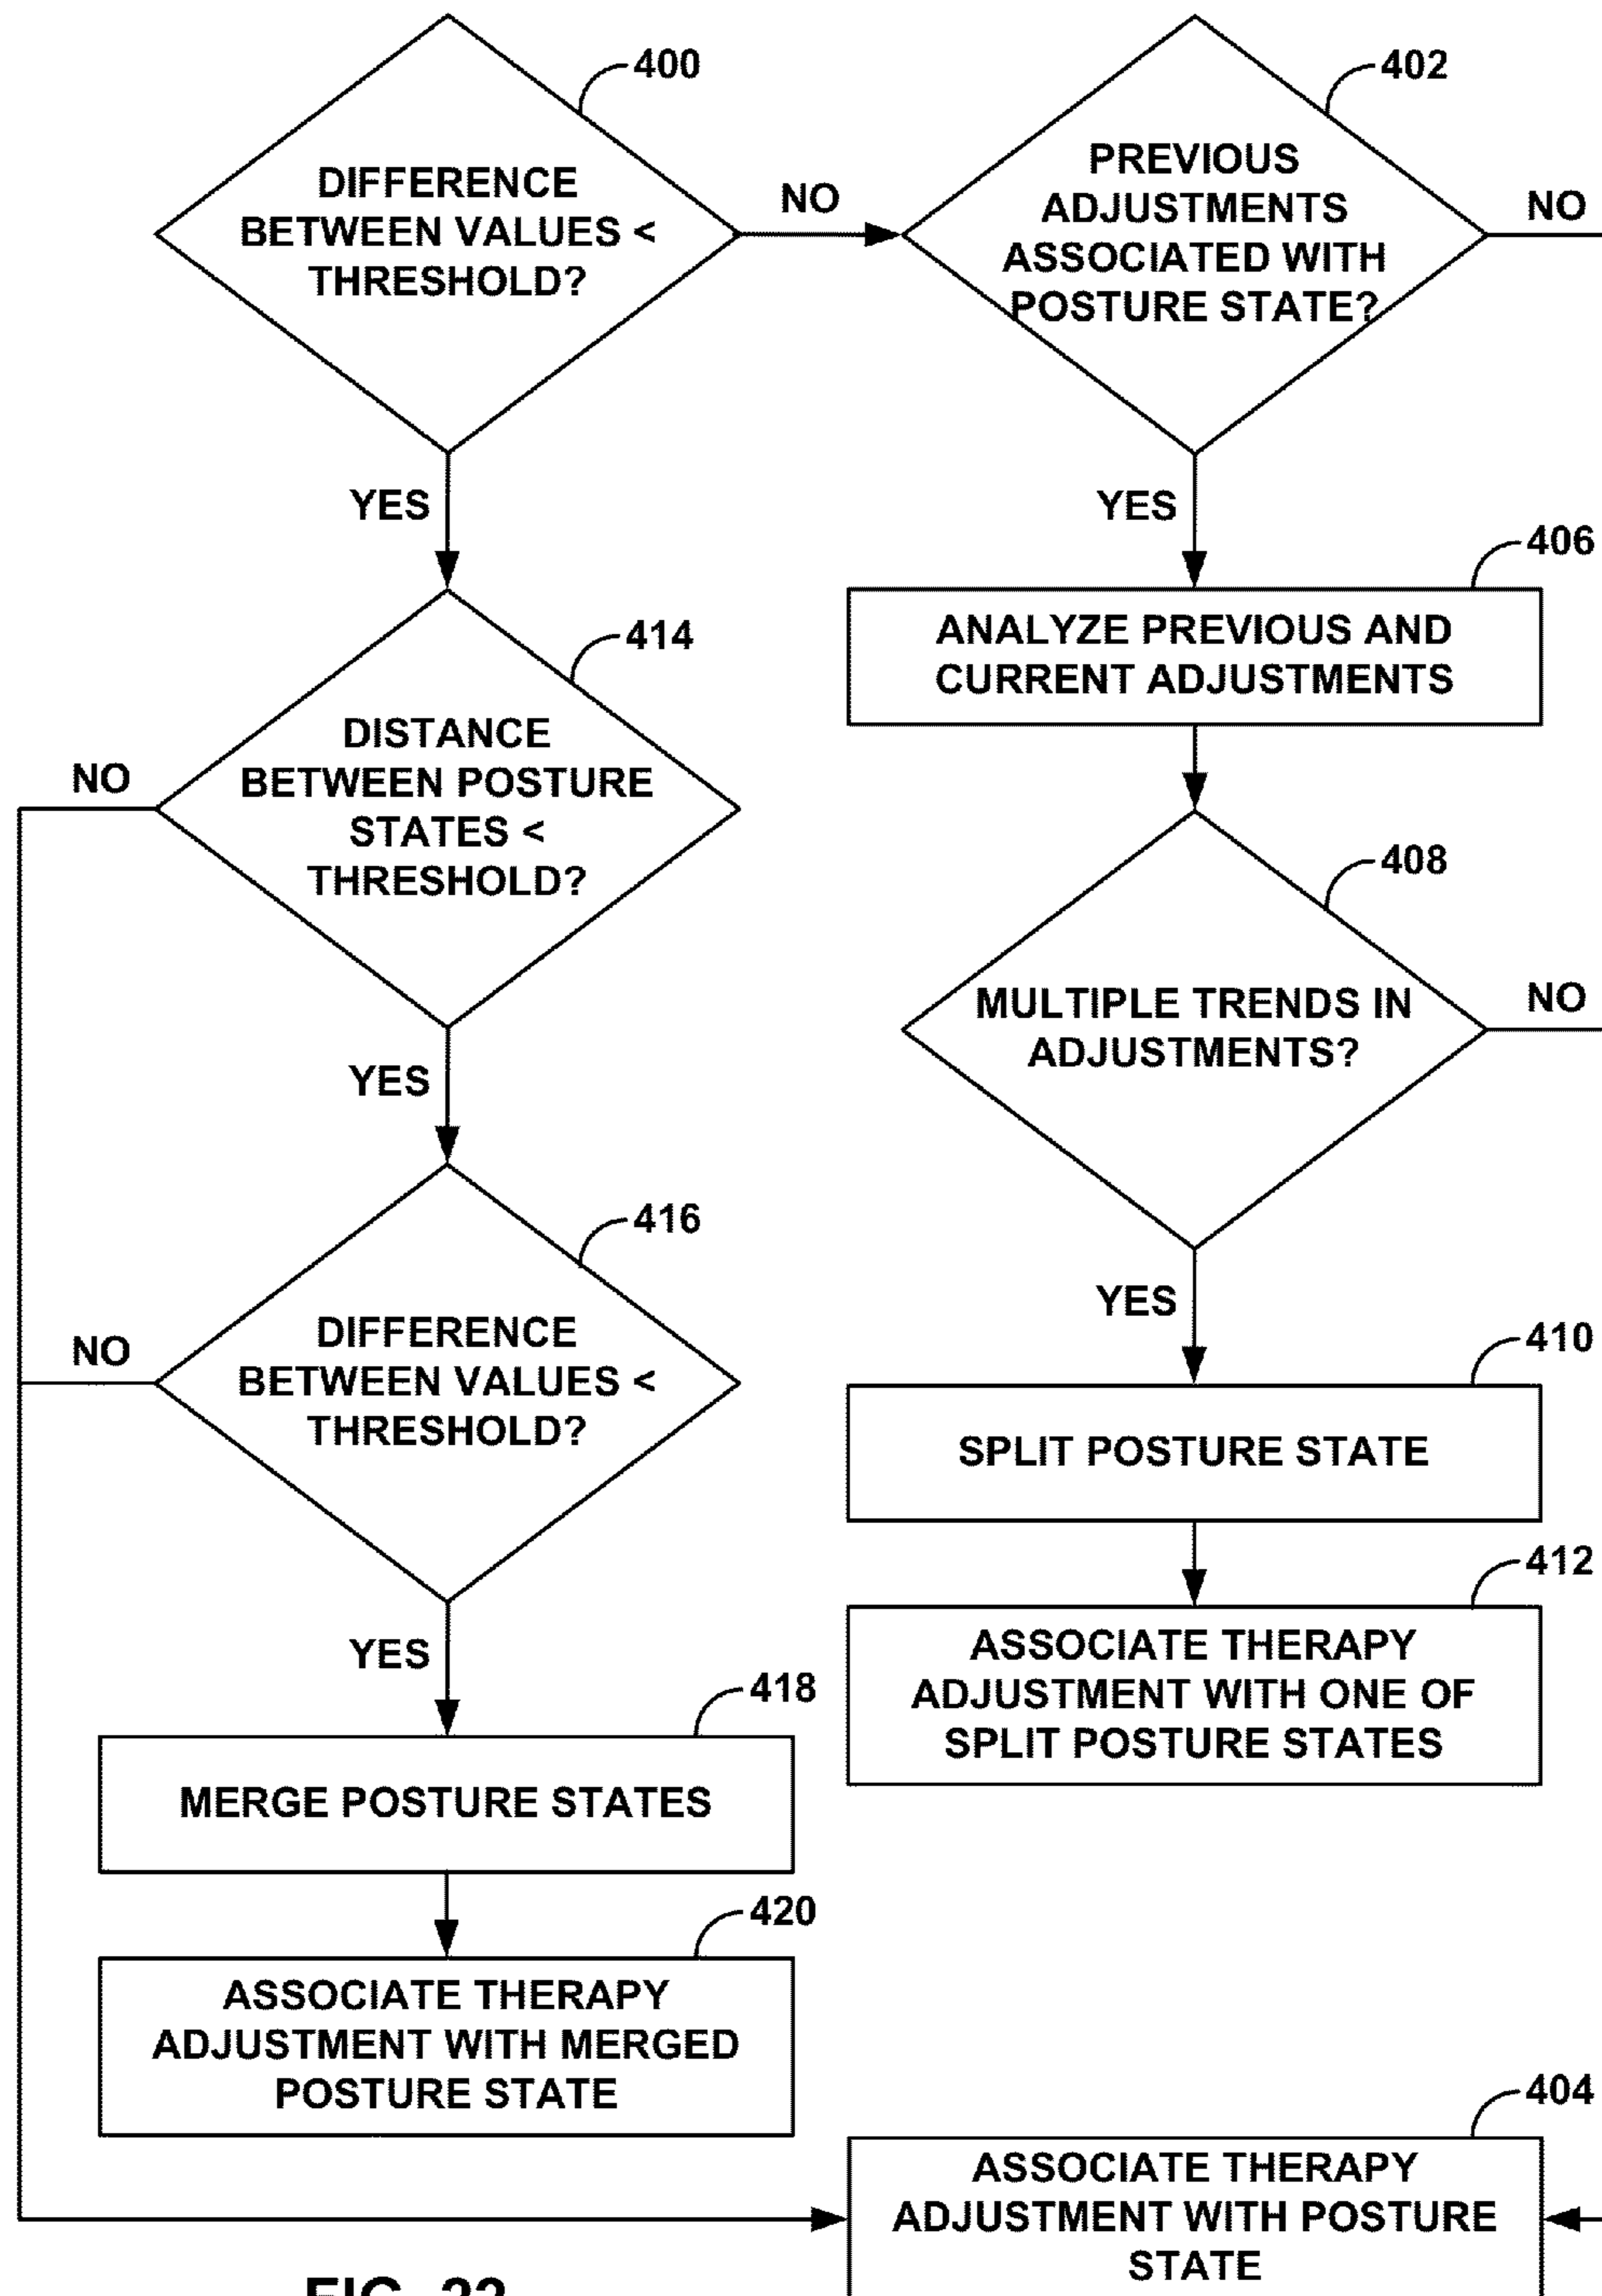 400
DIFFERENCE
BETWEEN VALUES <
THRESHOLD?
NO
YES
402
PREVIOUS
ADJUSTMENTS
ASSOCIATED WITH
POSTURE STATE?
NO
YES
406
ANALYZE PREVIOUS AND
CURRENT ADJUSTMENTS
414
DISTANCE
BETWEEN POSTURE
STATES <
THRESHOLD?
NO
YES
408
MULTIPLE TRENDS IN
ADJUSTMENTS?
NO
YES
416
DIFFERENCE
BETWEEN VALUES <
THRESHOLD?
NO
YES
410
SPLIT POSTURE STATE
412
ASSOCIATE THERAPY
ADJUSTMENT WITH ONE OF
SPLIT POSTURE STATES
418
MERGE POSTURE STATES
420
ASSOCIATE THERAPY
ADJUSTMENT WITH MERGED
POSTURE STATE
404
ASSOCIATE THERAPY
ADJUSTMENT WITH POSTURE
STATE
FIG. 22